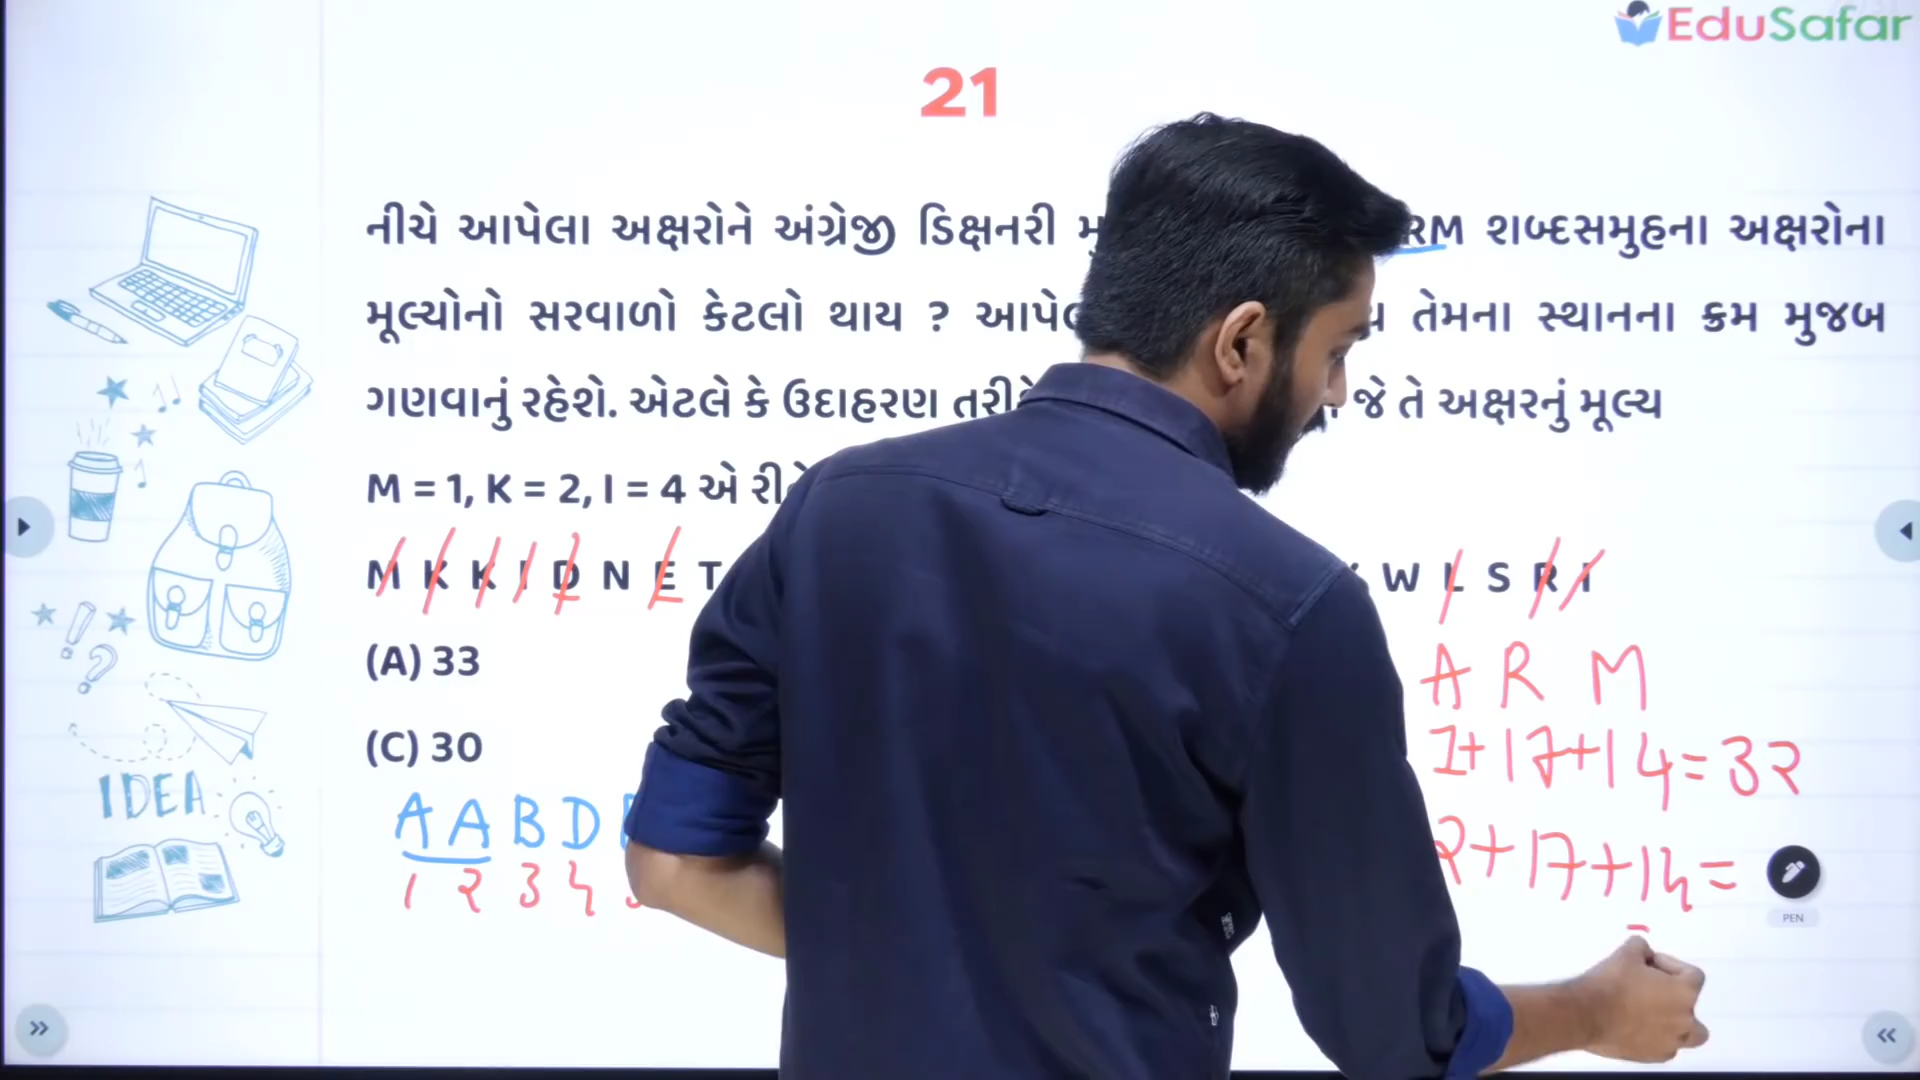 EduSafar
21
નીચે આપેલા અક્ષરોને અંગ્રેજી ડિક્ષનરી RM શબ્દસમુહના અક્ષરોના
મૂલ્યોનો સરવાળો કેટલો થાય ? તેમના સ્થાનના ક્રમ મુજબ
ગણવાનું રહેશે. એટલે કે ઉદાહરણ જે તે અક્ષરનું મૂલ્ય
M = 1, K = 2, I = 4 એ
M K K I D N E T W L S R I
(A) 33
A R M
(C) 30
1+17+14=32
A A B D
2+17+14=
1 2 3 4
IDEA
PEN